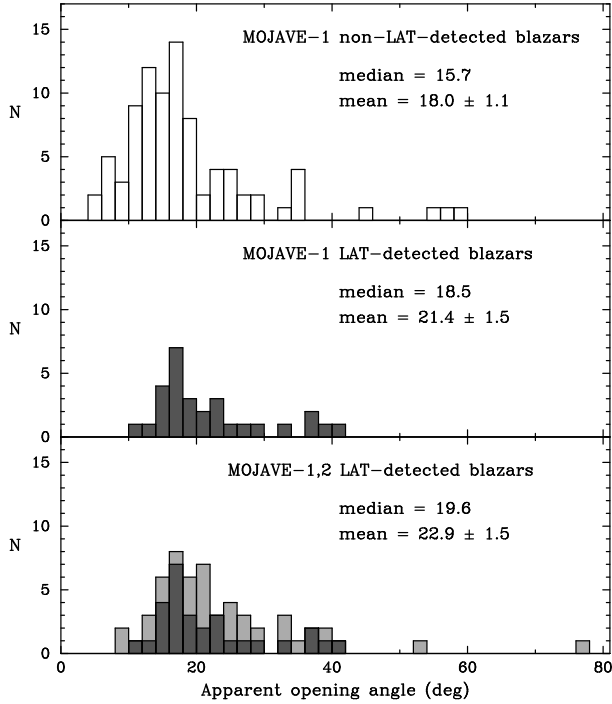 MOJAVE-1 non-LAT-detected blazars
median = 15.7
mean = 18.0 ± 1.1
15
10
5
0
N
MOJAVE-1 LAT-detected blazars
median = 18.5
mean = 21.4 ± 1.5
15
10
5
0
N
MOJAVE-1,2 LAT-detected blazars
median = 19.6
mean = 22.9 ± 1.5
15
10
5
0
N
0 20 40 60 80
Apparent opening angle (deg)